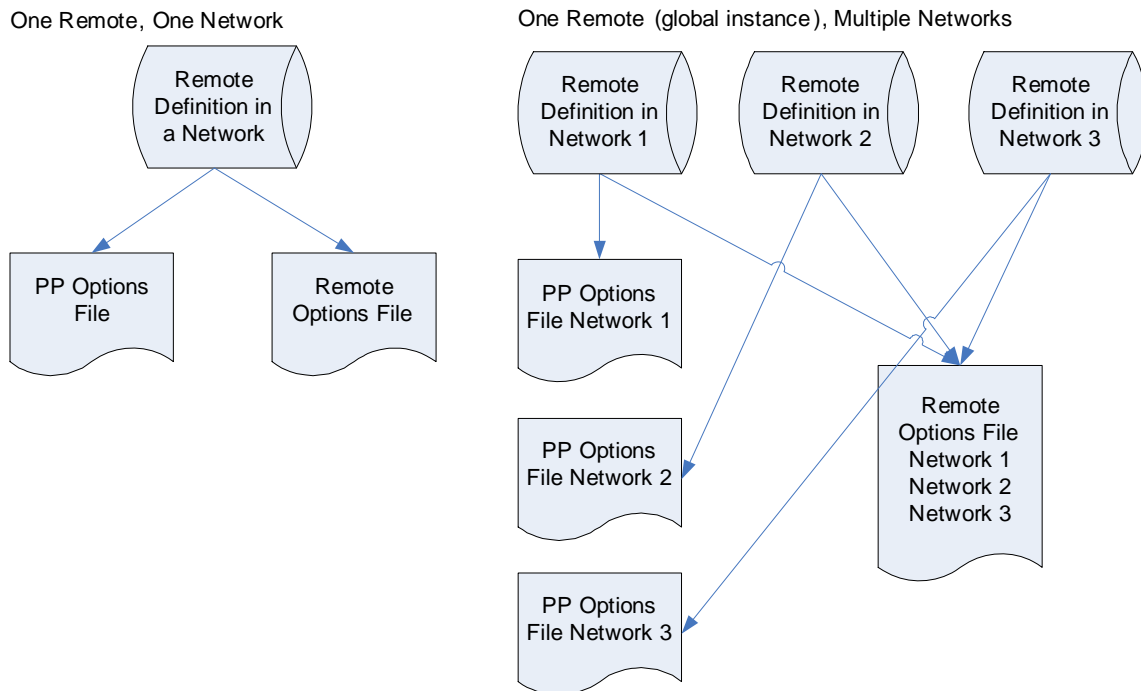 One Remote, One Network
Remote
Definition in
a Network
PP Options
File
Remote
Options File
One Remote (global instance), Multiple Networks
Remote
Definition in
Network 1
Remote
Definition in
Network 2
Remote
Definition in
Network 3
PP Options
File Network 1
PP Options
File Network 2
PP Options
File Network 3
Remote
Options File
Network 1
Network 2
Network 3